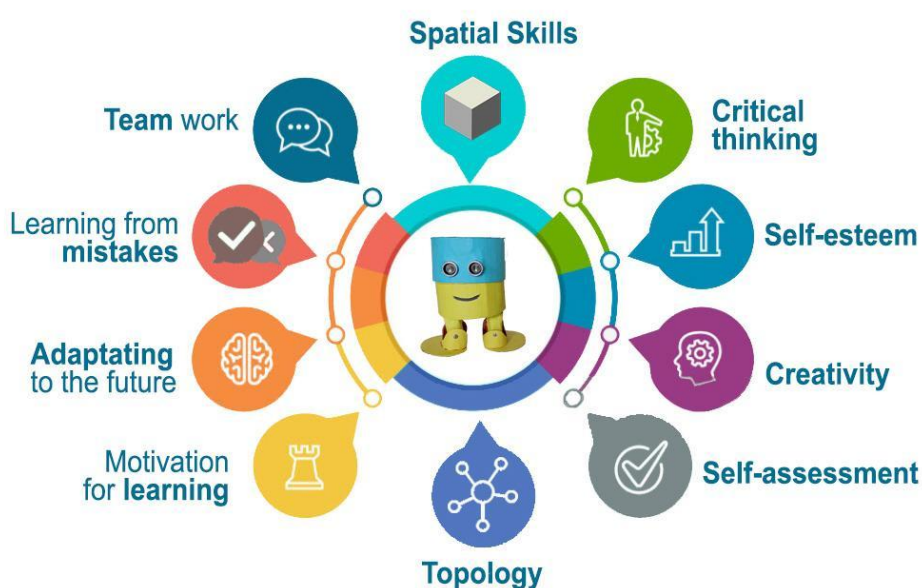 Spatial Skills
Team work
Critical
thinking
Learning from
mistakes
Self-esteem
Adaptating
to the future
Creativity
Motivation
for learning
Self-assessment
Topology